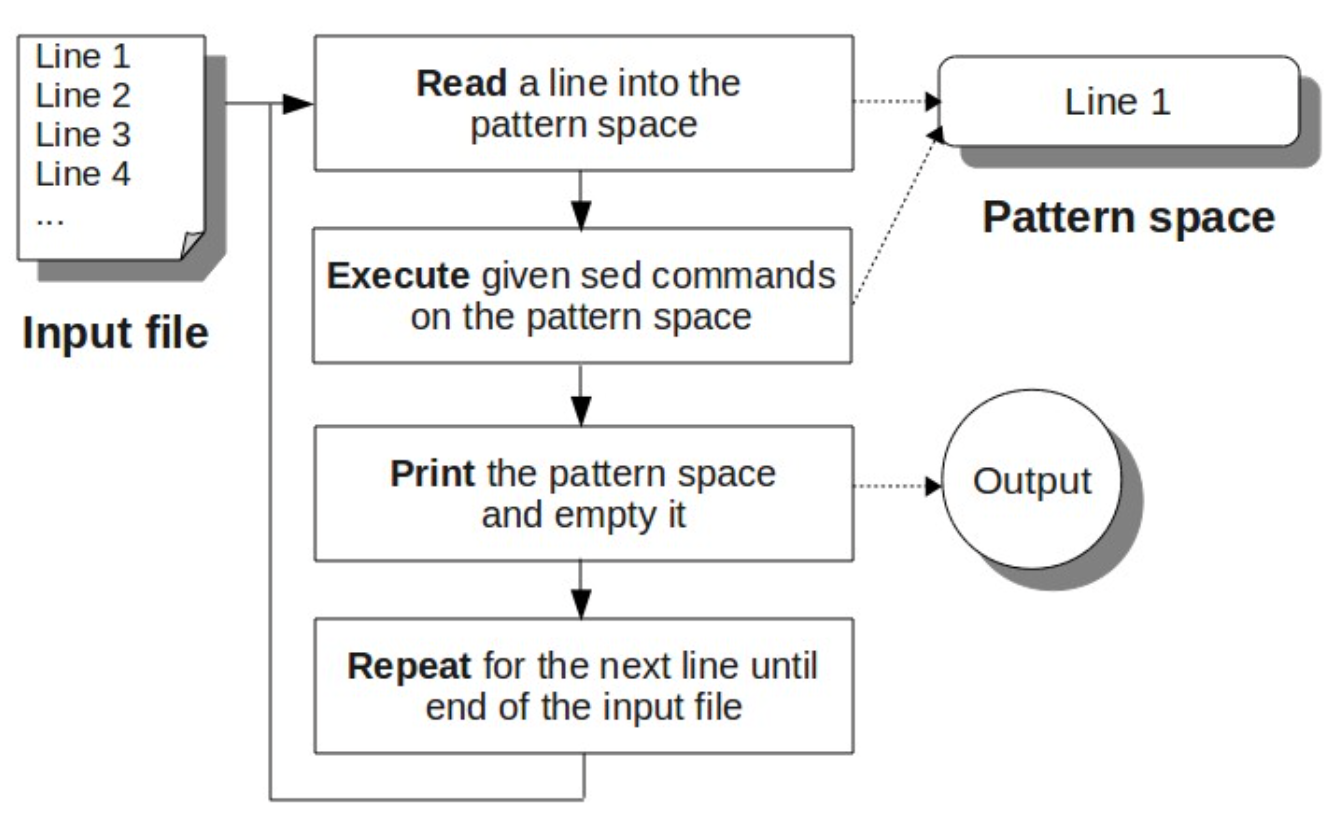 Line 1
Line 2
Line 3
Line 4
...
Input file
Read a line into the
pattern space
Line 1
Pattern space
Execute given sed commands
on the pattern space
Print the pattern space
and empty it
Output
Repeat for the next line until
end of the input file